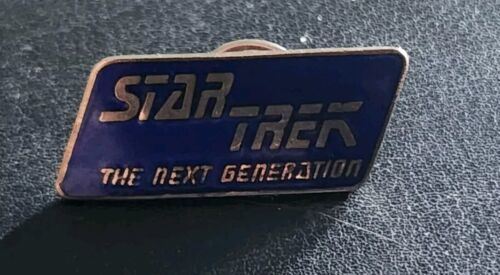 STAR
TREK
THE NEXT GENERATION